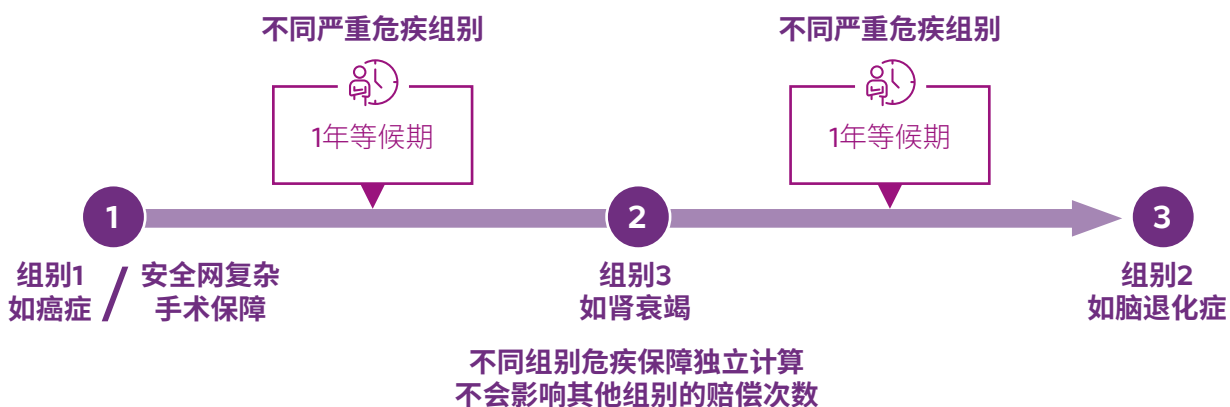 不同严重危疾组别
不同严重危疾组别
1年等候期
1年等候期
1
2
3
组别1
如癌症
/
安全网复杂
手术保障
组别3
如肾衰竭
组别2
如脑退化症
不同组别危疾保障独立计算
不会影响其他组别的赔偿次数